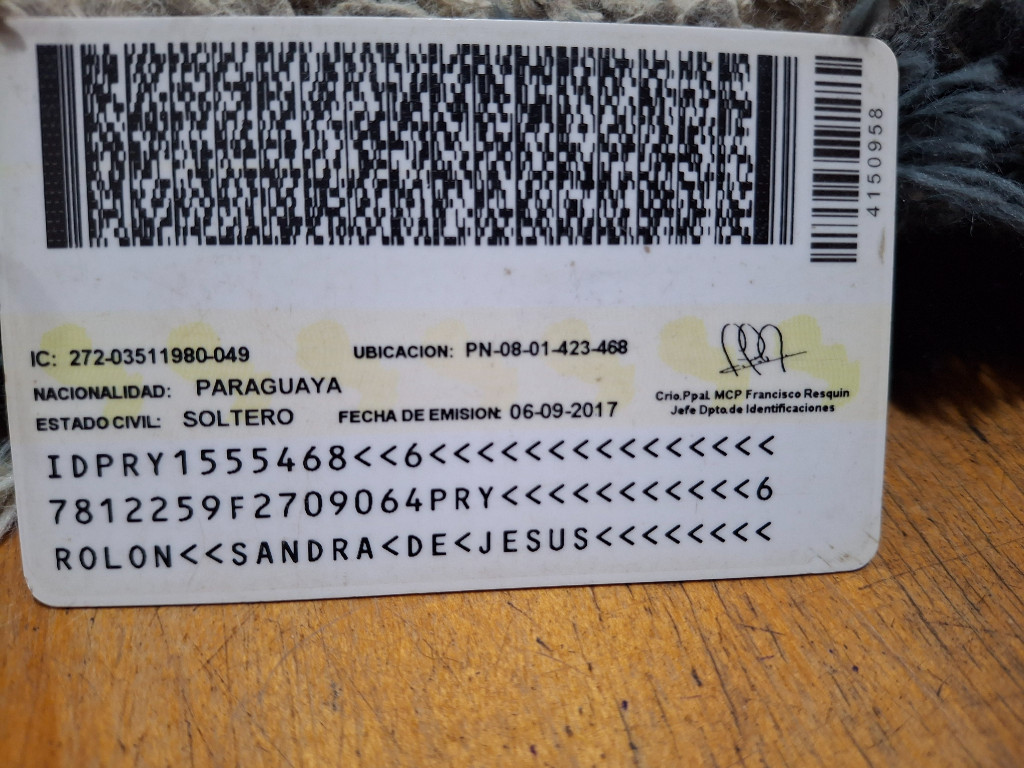 4150958
IC: 272-03511980-049 UBICACION: PN-08-01-423-468
NACIONALIDAD: PARAGUAYA
ESTADO CIVIL: SOLTERO FECHA DE EMISION: 06-09-2017
Crio.Ppal. MCP Francisco Resquin
Jefe Dpto.de Identificaciones
IDPRY1555468<<6<<<<<<<<<<<<<<<
7812259F2709064PRY<<<<<<<<<<<6
ROLON<<SANDRA<DE<JESUS<<<<<<<<